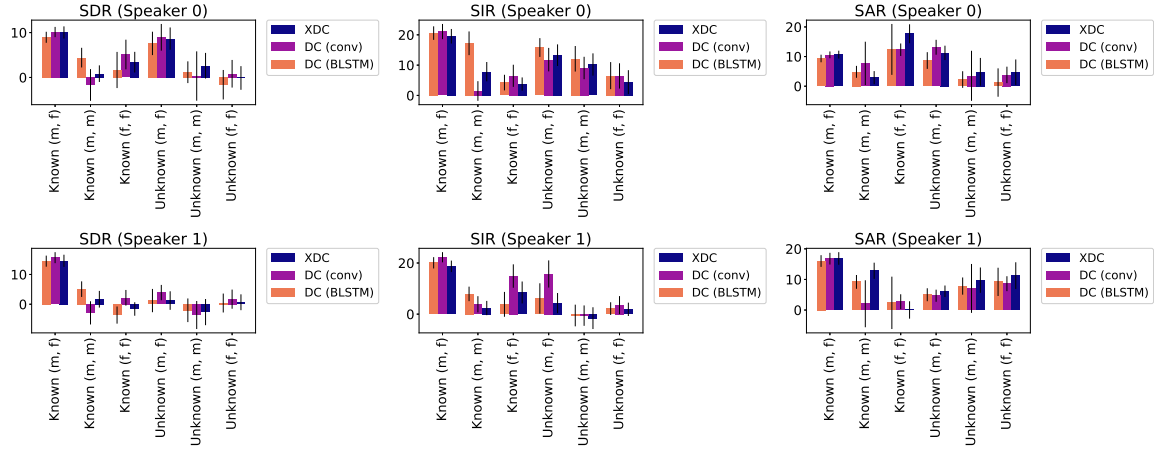 SDR (Speaker 0)
10
0
XDC
DC (conv)
DC (BLSTM)
Known (m, f)
Known (m, m)
Known (f, f)
Unknown (m, f)
Unknown (m, m)
Unknown (f, f)
SIR (Speaker 0)
20
10
0
XDC
DC (conv)
DC (BLSTM)
Known (m, f)
Known (m, m)
Known (f, f)
Unknown (m, f)
Unknown (m, m)
Unknown (f, f)
SAR (Speaker 0)
20
10
0
XDC
DC (conv)
DC (BLSTM)
Known (m, f)
Known (m, m)
Known (f, f)
Unknown (m, f)
Unknown (m, m)
Unknown (f, f)
SDR (Speaker 1)
10
0
XDC
DC (conv)
DC (BLSTM)
Known (m, f)
Known (m, m)
Known (f, f)
Unknown (m, f)
Unknown (m, m)
Unknown (f, f)
SIR (Speaker 1)
20
0
XDC
DC (conv)
DC (BLSTM)
Known (m, f)
Known (m, m)
Known (f, f)
Unknown (m, f)
Unknown (m, m)
Unknown (f, f)
SAR (Speaker 1)
20
10
0
XDC
DC (conv)
DC (BLSTM)
Known (m, f)
Known (m, m)
Known (f, f)
Unknown (m, f)
Unknown (m, m)
Unknown (f, f)